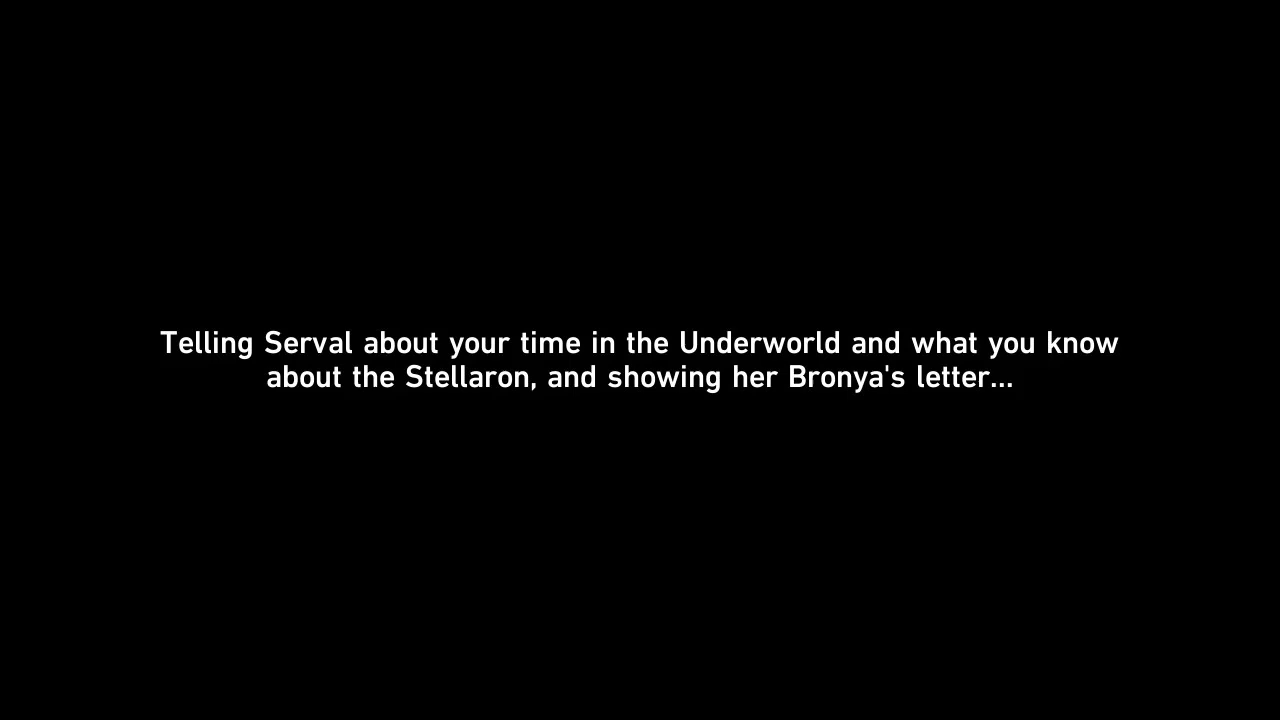 Telling Serval about your time in the Underworld and what you know
about the Stellaron, and showing her Bronya's letter...